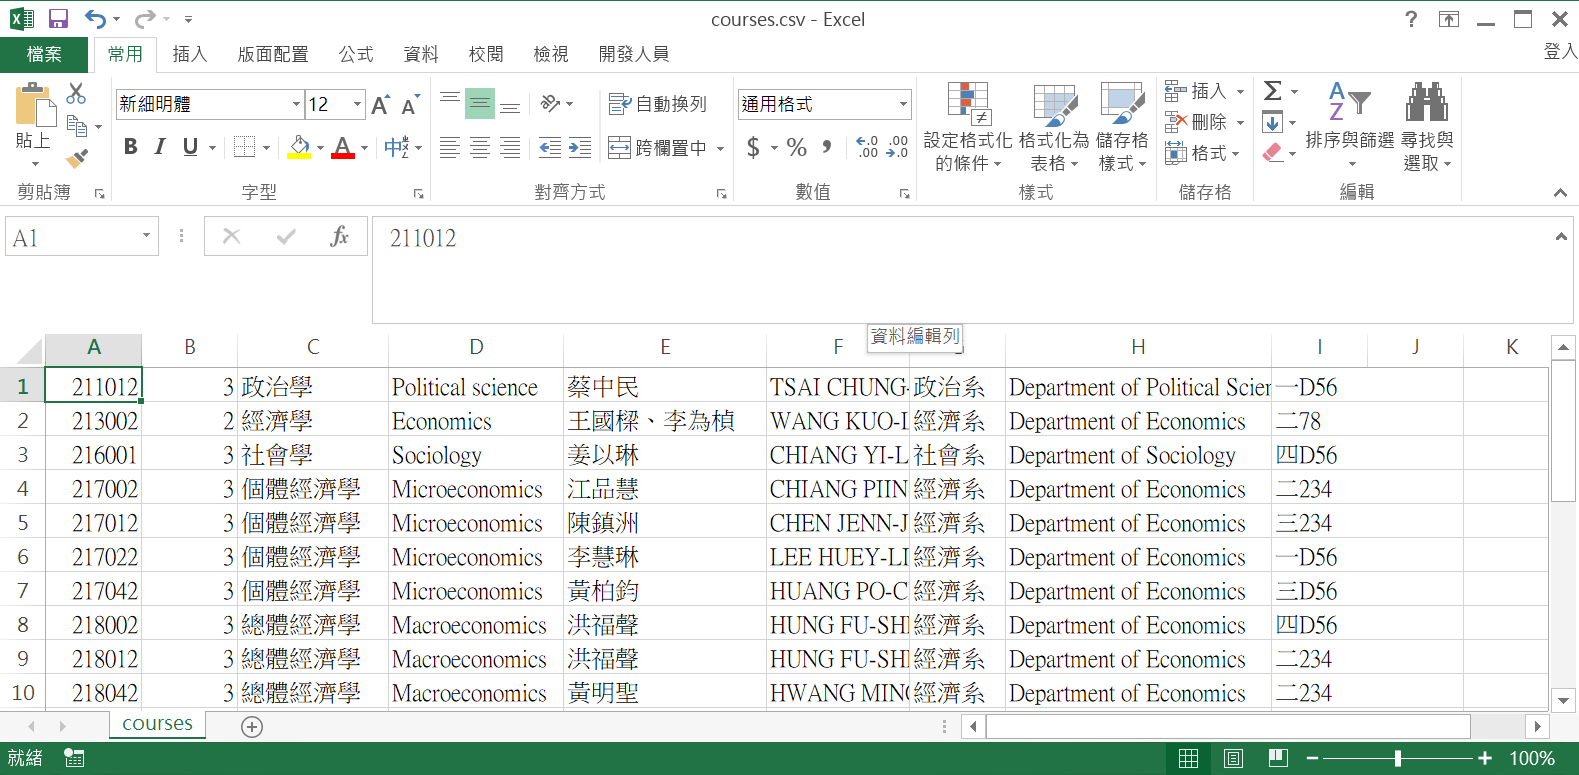 courses.csv - Excel
?
檔案 常用 插入 版面配置 公式 資料 校閱 檢視 開發人員 登入
新細明體 12 A A 自動換列 通用格式 插入 Σ A Z
貼上 B I U A 中 跨欄置中 $ % , .0 .00 .00 .0 設定格式化 的條件 格式化為 表格 儲存格 樣式 刪除 格式 排序與篩選 尋找與 選取
剪貼簿 字型 對齊方式 數值 樣式 儲存格 編輯
A1 fx 211012
資料編輯列
A B C D E F H I J K
1 211012 3 政治學 Political science 蔡中民 TSAI CHUNG- 政治系 Department of Political Scien 一D56
2 213002 2 經濟學 Economics 王國樑、李為楨 WANG KUO-L 經濟系 Department of Economics 二78
3 216001 3 社會學 Sociology 姜以琳 CHIANG YI-L 社會系 Department of Sociology 四D56
4 217002 3 個體經濟學 Microeconomics 江品慧 CHIANG PIIN 經濟系 Department of Economics 二234
5 217012 3 個體經濟學 Microeconomics 陳鎮洲 CHEN JENN-J 經濟系 Department of Economics 三234
6 217022 3 個體經濟學 Microeconomics 李慧琳 LEE HUEY-LI 經濟系 Department of Economics 一D56
7 217042 3 個體經濟學 Microeconomics 黃柏鈞 HUANG PO-C 經濟系 Department of Economics 三D56
8 218002 3 總體經濟學 Macroeconomics 洪福聲 HUNG FU-SH 經濟系 Department of Economics 四D56
9 218012 3 總體經濟學 Macroeconomics 洪福聲 HUNG FU-SH 經濟系 Department of Economics 二234
10 218042 3 總體經濟學 Macroeconomics 黃明聖 HWANG MING 經濟系 Department of Economics 二234
courses
就緒 100%